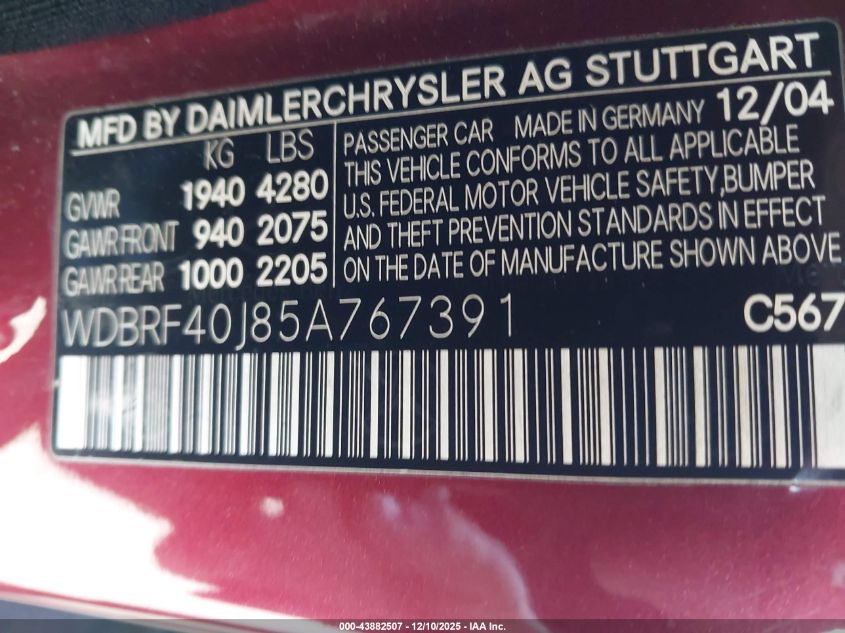 MFD BY DAIMLERCHRYSLER AG STUTTGART
KG LBS
GVWR 1940 4280
GAWR FRONT 940 2075
GAWR REAR 1000 2205
PASSENGER CAR MADE IN GERMANY 12/04
THIS VEHICLE CONFORMS TO ALL APPLICABLE
U.S. FEDERAL MOTOR VEHICLE SAFETY,BUMPER
AND THEFT PREVENTION STANDARDS IN EFFECT
ON THE DATE OF MANUFACTURE SHOWN ABOVE
WDBRF40J85A767391 C567
000-43882507 - 12/10/2025 - IAA Inc.